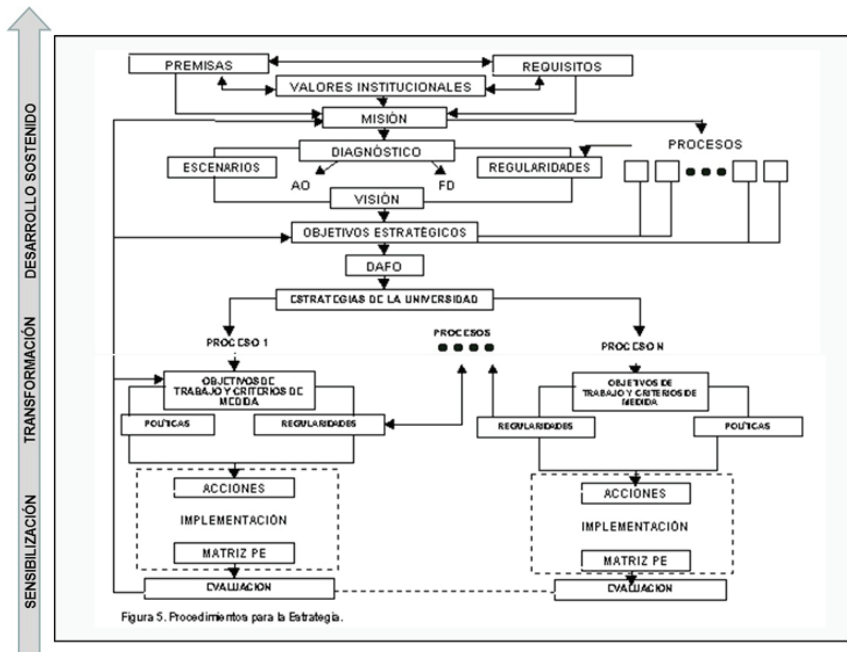 DESARROLLO SOSTENIDO
TRANSFORMACIÓN
SENSIBILIZACIÓN
PREMISAS
REQUISITOS
VALORES INSTITUCIONALES
MISIÓN
PROCESOS
DIAGNÓSTICO
ESCENARIOS
REGULARIDADES
AO
FD
VISIÓN
OBJETIVOS ESTRATÉGICOS
DAFO
ESTRATEGIAS DE LA UNIVERSIDAD
PROCESO 1
PROCESOS
PROCESO N
OBJETIVOS DE
TRABAJO Y CRITERIOS DE
MEDIDA
OBJETIVOS DE
TRABAJO Y CRITERIOS DE
MEDIDA
POLÍTICAS
REGULARIDADES
REGULARIDADES
POLÍTICAS
ACCIONES
ACCIONES
IMPLEMENTACIÓN
IMPLEMENTACIÓN
MATRIZ PE
MATRIZ PE
EVALUACION
EVALUACION
Figura 5. Procedimientos para la Estrategia.